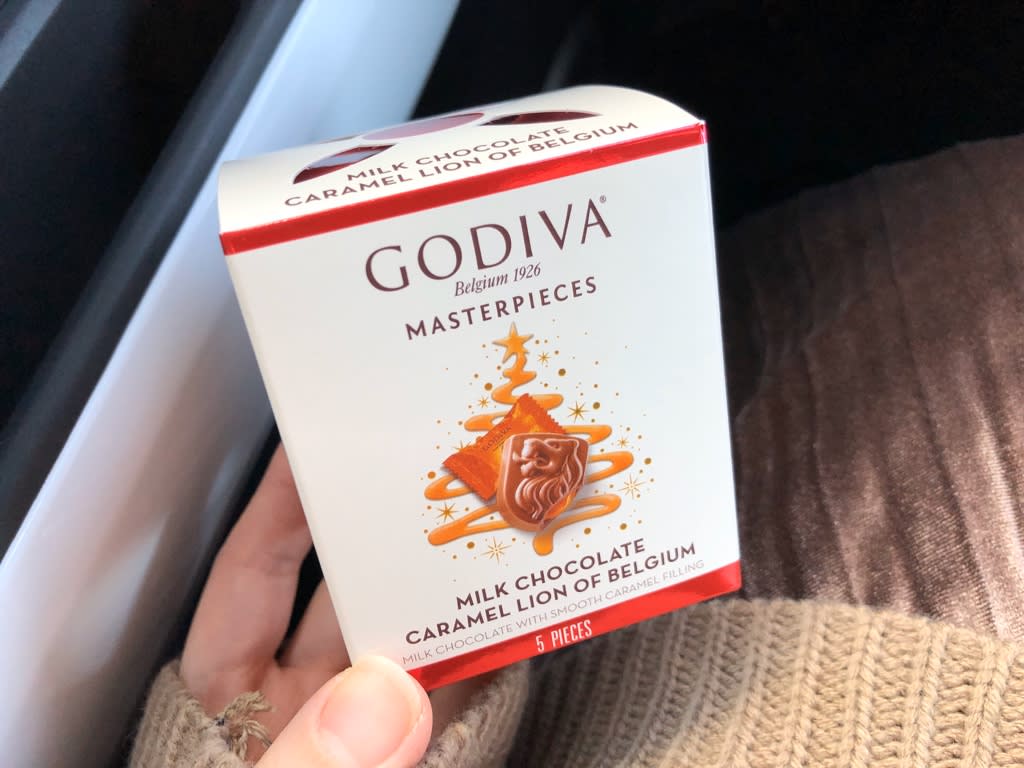 MILK CHOCOLATE
CARAMEL LION OF BELGIUM
GODIVA®
Belgium 1926
MASTERPIECES
GODIVA
MILK CHOCOLATE
CARAMEL LION OF BELGIUM
MILK CHOCOLATE WITH SMOOTH CARAMEL FILLING
5 PIECES